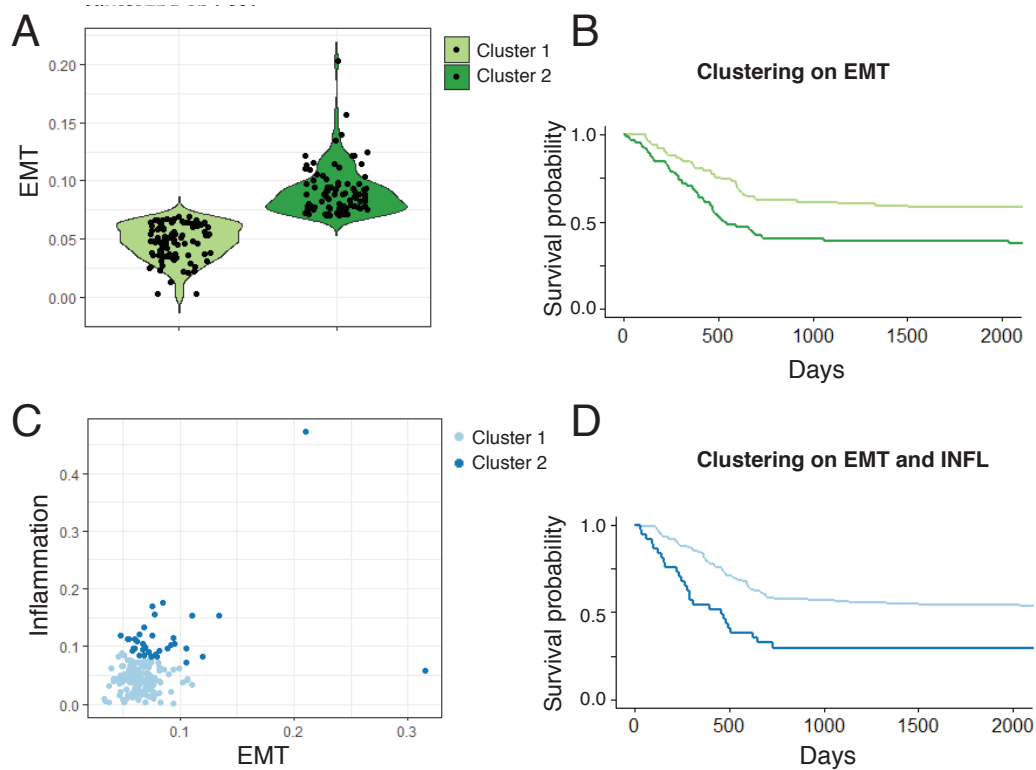 A
Cluster 1
Cluster 2
EMT
0.20
0.15
0.10
0.05
0.00
B
Clustering on EMT
Survival probability
1.0
0.5
0.0
0
500
1000
1500
2000
Days
C
Cluster 1
Cluster 2
Inflammation
0.4
0.3
0.2
0.1
0.0
0.1
0.2
0.3
EMT
D
Clustering on EMT and INFL
Survival probability
1.0
0.5
0.0
0
500
1000
1500
2000
Days